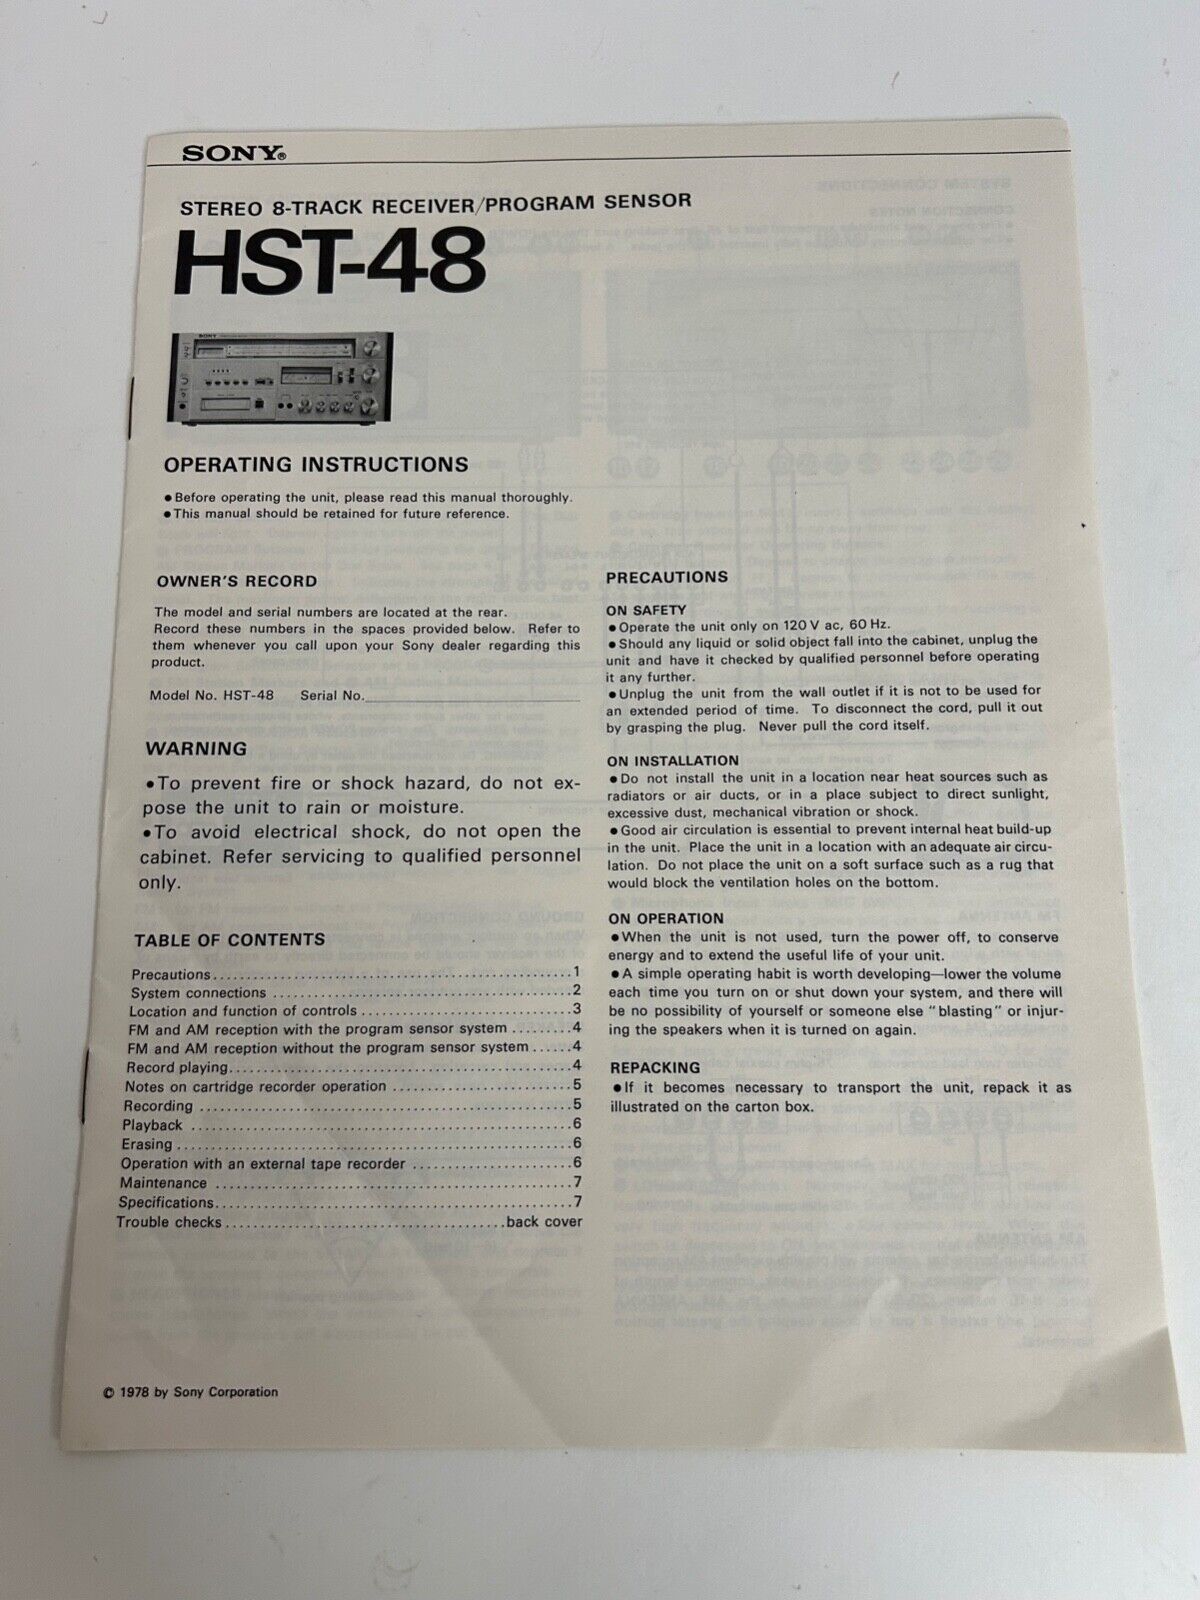 SONY®
STEREO 8-TRACK RECEIVER/PROGRAM SENSOR
HST-48
SONY
OPERATING INSTRUCTIONS
●Before operating the unit, please read this manual thoroughly.
●This manual should be retained for future reference.
OWNER'S RECORD
The model and serial numbers are located at the rear.
Record these numbers in the spaces provided below. Refer to
them whenever you call upon your Sony dealer regarding this
product.
Model No. HST-48 Serial No.
WARNING
●To prevent fire or shock hazard, do not ex-
pose the unit to rain or moisture.
●To avoid electrical shock, do not open the
cabinet. Refer servicing to qualified personnel
only.
TABLE OF CONTENTS
Precautions 1
System connections 2
Location and function of controls 3
FM and AM reception with the program sensor system 4
FM and AM reception without the program sensor system 4
Record playing 4
Notes on cartridge recorder operation 5
Recording 5
Playback 6
Erasing 6
Operation with an external tape recorder 6
Maintenance 7
Specifications 7
Trouble checks back cover
© 1978 by Sony Corporation
PRECAUTIONS
ON SAFETY
●Operate the unit only on 120 V ac, 60 Hz.
●Should any liquid or solid object fall into the cabinet, unplug the
unit and have it checked by qualified personnel before operating
it any further.
●Unplug the unit from the wall outlet if it is not to be used for
an extended period of time. To disconnect the cord, pull it out
by grasping the plug. Never pull the cord itself.
ON INSTALLATION
●Do not install the unit in a location near heat sources such as
radiators or air ducts, or in a place subject to direct sunlight,
excessive dust, mechanical vibration or shock.
●Good air circulation is essential to prevent internal heat build-up
in the unit. Place the unit in a location with an adequate air circu-
lation. Do not place the unit on a soft surface such as a rug that
would block the ventilation holes on the bottom.
ON OPERATION
●When the unit is not used, turn the power off, to conserve
energy and to extend the useful life of your unit.
●A simple operating habit is worth developing—lower the volume
each time you turn on or shut down your system, and there will
be no possibility of yourself or someone else "blasting" or injur-
ing the speakers when it is turned on again.
REPACKING
●If it becomes necessary to transport the unit, repack it as
illustrated on the carton box.